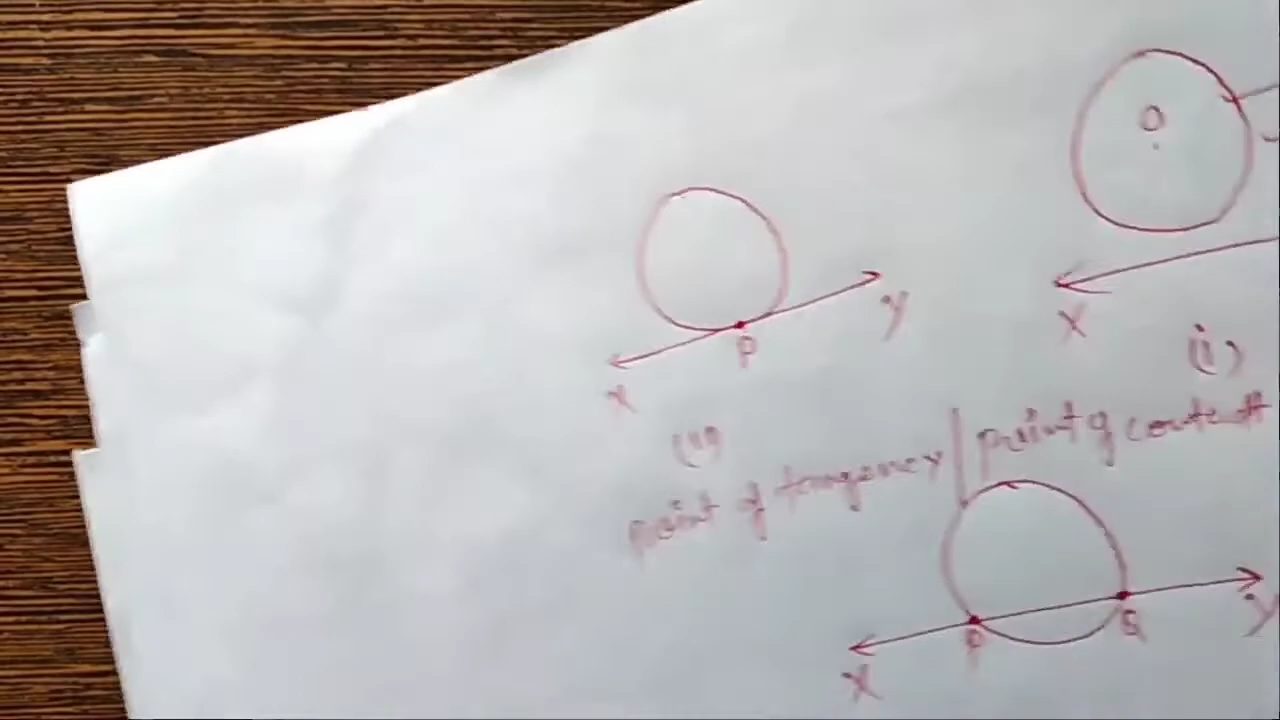 O
X
(i)
P
Y
X
(ii)
point of tangency | point of contact
P
Q
X
Y